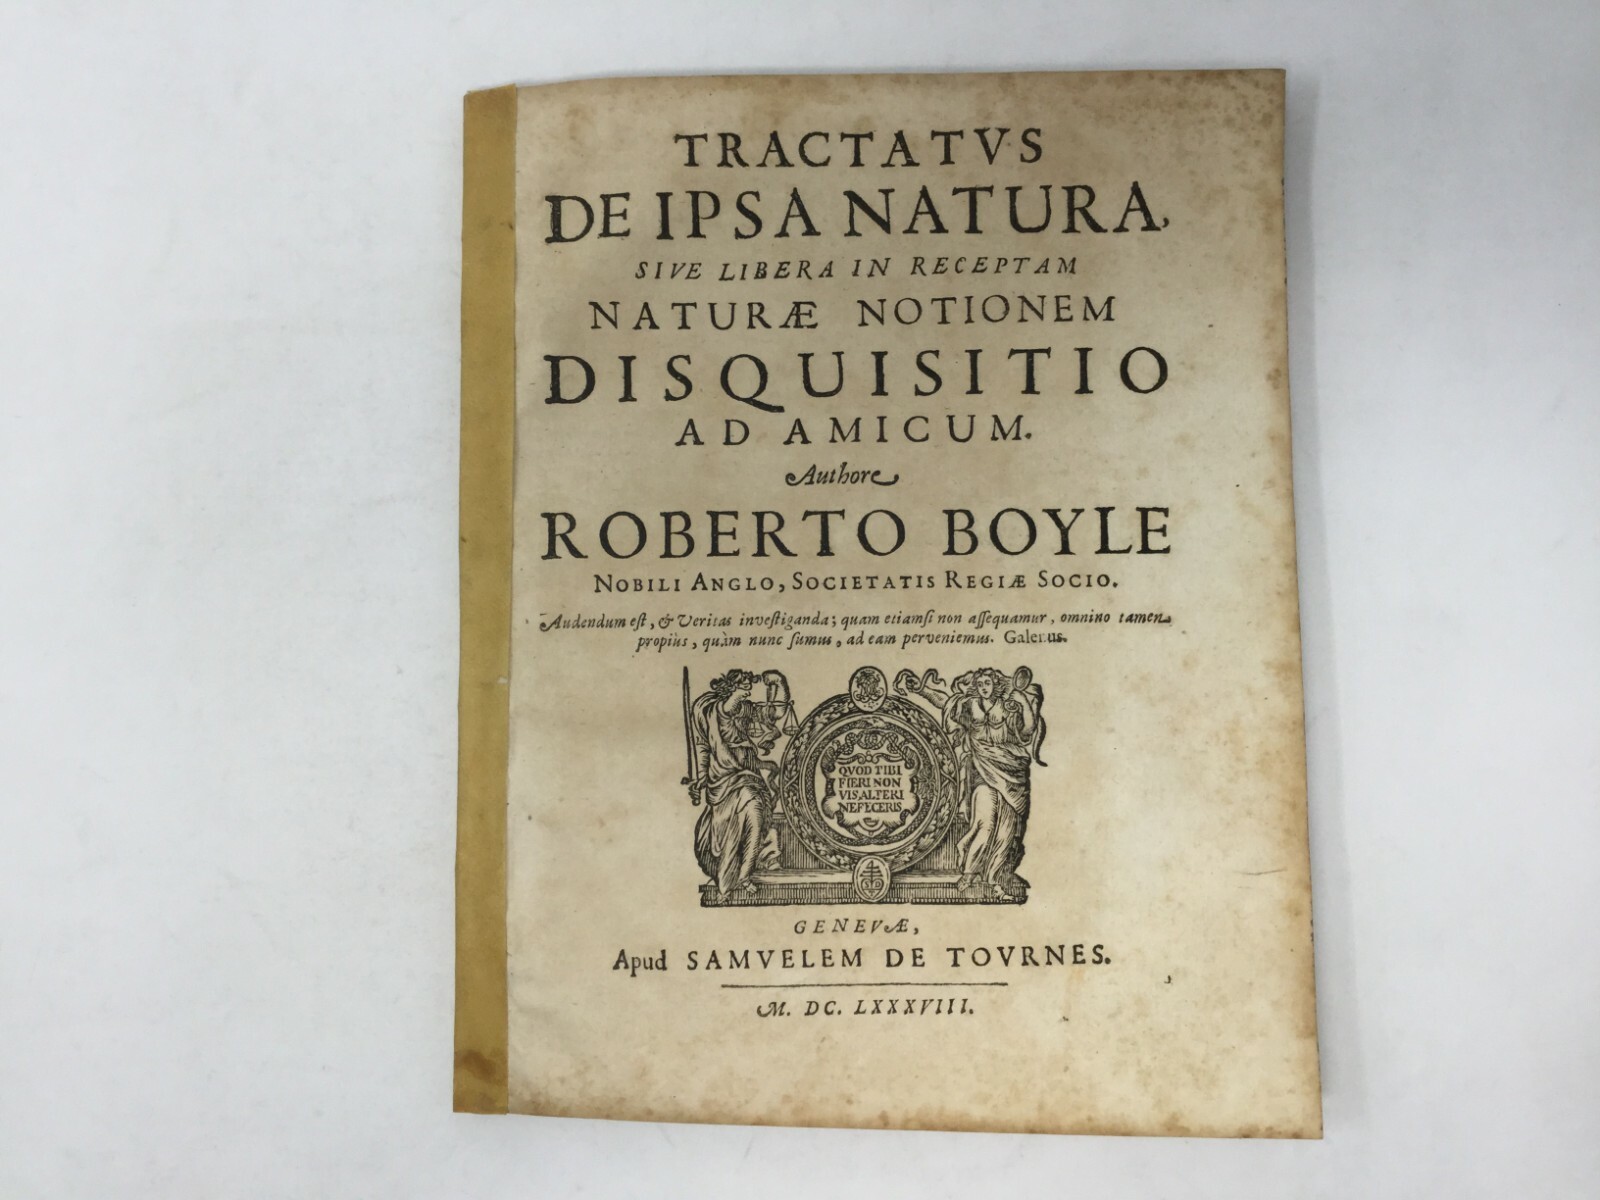 TRACTATVS
DE IPSA NATURA,
SIVE LIBERA IN RECEPTAM
NATURÆ NOTIONEM
DISQUISITIO
AD AMICUM.
Authore
ROBERTO BOYLE
NOBILI ANGLO, SOCIETATIS REGIÆ SOCIO.
Audendum eſt, & Veritas inveſtiganda; quam etiamſi non aſſequamur, omnino tamen
propiùs, quàm nunc ſumus, ad eam perveniemus. Galenus.
QVOD TIBI
FIERI NON
VIS, ALTERI
NE FECERIS
GENEVÆ,
Apud SAMVELEM DE TOVRNES.
M. DC. LXXXVIII.